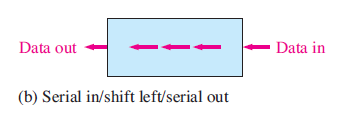 Data out
Data in
(b) Serial in/shift left/serial out